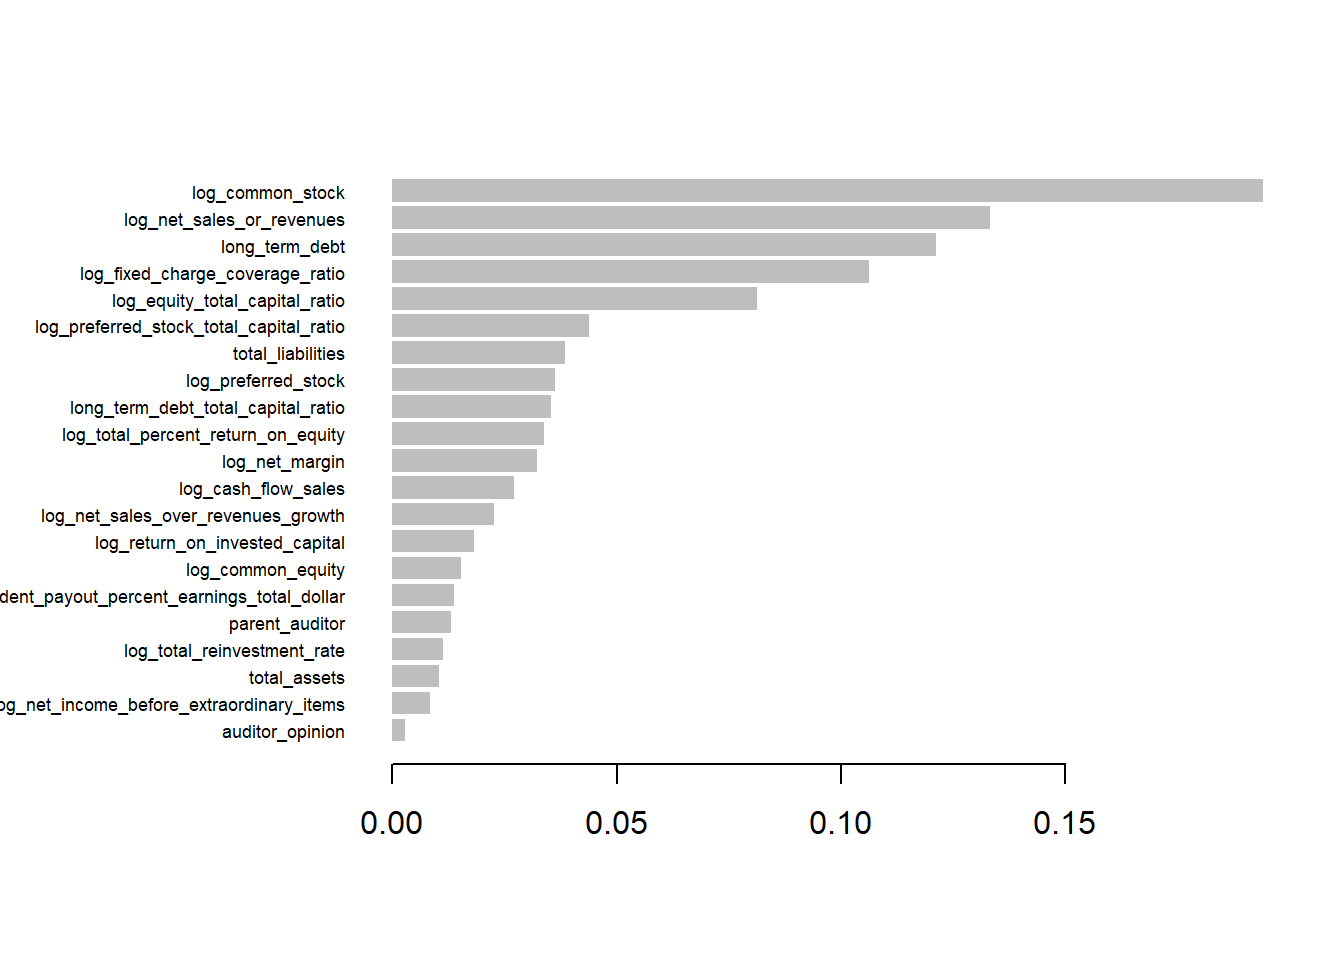 log_common_stock
log_net_sales_or_revenues
long_term_debt
log_fixed_charge_coverage_ratio
log_equity_total_capital_ratio
log_preferred_stock_total_capital_ratio
total_liabilities
log_preferred_stock
long_term_debt_total_capital_ratio
log_total_percent_return_on_equity
log_net_margin
log_cash_flow_sales
log_net_sales_over_revenues_growth
log_return_on_invested_capital
log_common_equity
dent_payout_percent_earnings_total_dollar
parent_auditor
log_total_reinvestment_rate
total_assets
og_net_income_before_extraordinary_items
auditor_opinion
0.00 0.05 0.10 0.15